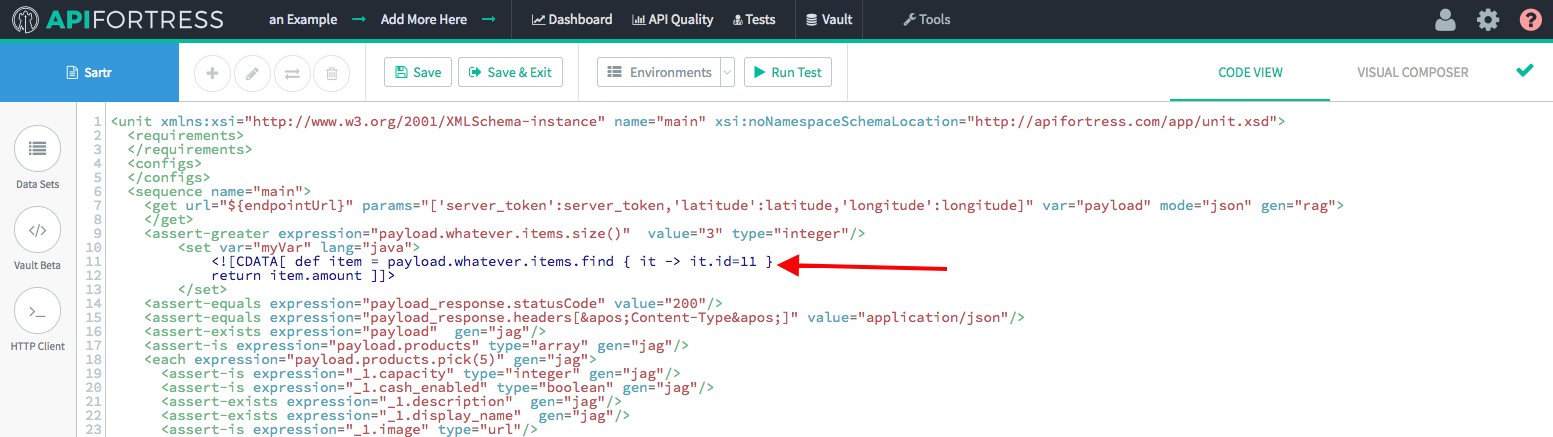 APIFORTRESS an Example → Add More Here → Dashboard API Quality Tests Vault Tools
Sartr Save Save & Exit Environments Run Test CODE VIEW VISUAL COMPOSER
Data Sets
Vault Beta
HTTP Client
1 <unit xmlns:xsi="http://www.w3.org/2001/XMLSchema-instance" name="main" xsi:noNamespaceSchemaLocation="http://apifortress.com/app/unit.xsd">
2 <requirements>
3 </requirements>
4 <configs>
5 </configs>
6 <sequence name="main">
7 <get url="${endpointUrl}" params="['server_token':server_token,'latitude':latitude,'longitude':longitude]" var="payload" mode="json" gen="rag">
8 </get>
9 <assert-greater expression="payload.whatever.items.size()"  value="3" type="integer"/>
10 <set var="myVar" lang="java">
11 <![CDATA[ def item = payload.whatever.items.find { it -> it.id=11 }
12 return item.amount ]]>
13 </set>
14 <assert-equals expression="payload_response.statusCode" value="200"/>
15 <assert-equals expression="payload_response.headers[&apos;Content-Type&apos;]" value="application/json"/>
16 <assert-exists expression="payload"  gen="jag"/>
17 <assert-is expression="payload.products" type="array" gen="jag"/>
18 <each expression="payload.products.pick(5)" gen="jag">
19 <assert-is expression="_1.capacity" type="integer" gen="jag"/>
20 <assert-is expression="_1.cash_enabled" type="boolean" gen="jag"/>
21 <assert-exists expression="_1.description"  gen="jag"/>
22 <assert-exists expression="_1.display_name"  gen="jag"/>
23 <assert-is expression="_1.image" type="url"/>